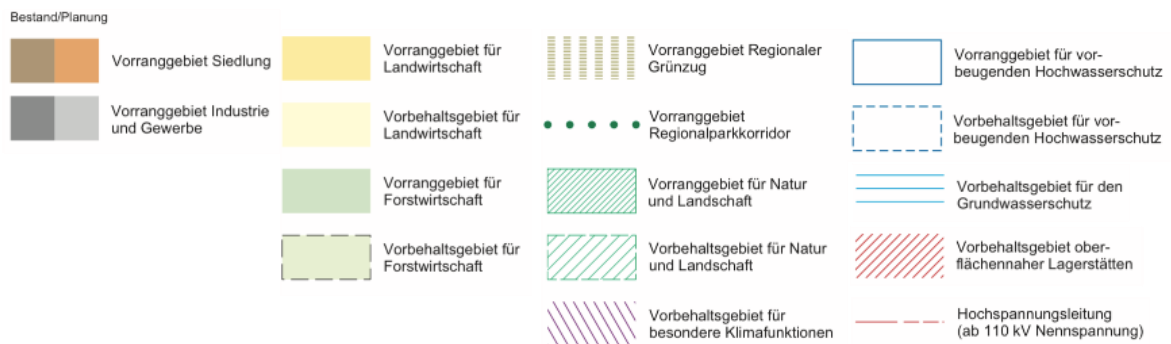 Bestand/Planung
Vorranggebiet Siedlung
Vorranggebiet Industrie
und Gewerbe
Vorranggebiet für
Landwirtschaft
Vorbehaltsgebiet für
Landwirtschaft
Vorranggebiet für
Forstwirtschaft
Vorbehaltsgebiet für
Forstwirtschaft
Vorranggebiet Regionaler
Grünzug
Vorranggebiet
Regionalparkkorridor
Vorranggebiet für Natur
und Landschaft
Vorbehaltsgebiet für Natur
und Landschaft
Vorbehaltsgebiet für
besondere Klimafunktionen
Vorranggebiet für vor-
beugenden Hochwasserschutz
Vorbehaltsgebiet für vor-
beugenden Hochwasserschutz
Vorbehaltsgebiet für den
Grundwasserschutz
Vorbehaltsgebiet ober-
flächennaher Lagerstätten
Hochspannungsleitung
(ab 110 kV Nennspannung)